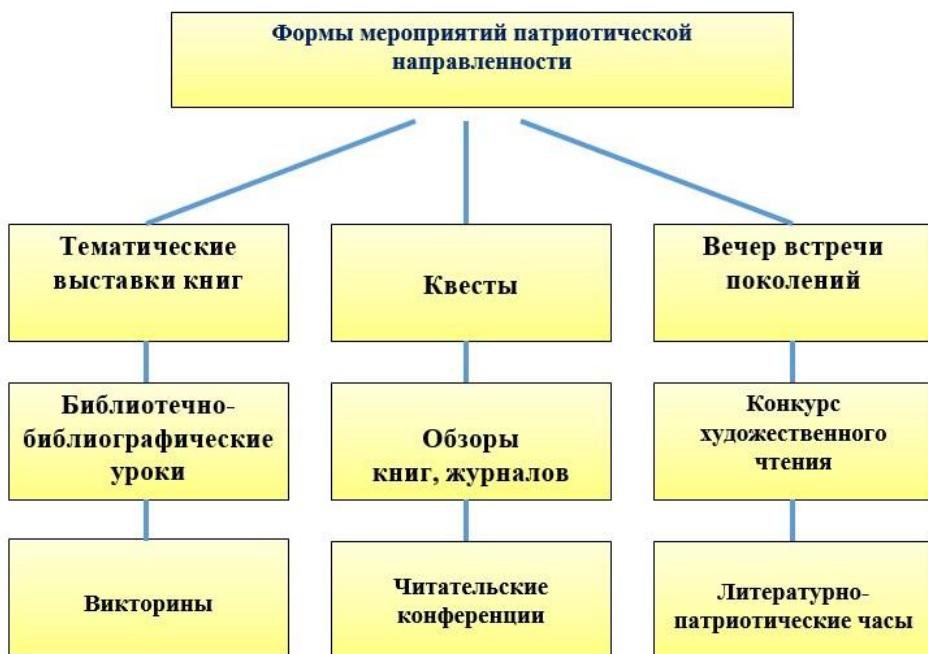 Формы мероприятий патриотической
направленности
Тематические
выставки книг
Квесты
Вечер встречи
поколений
Библиотечно-
библиографические
уроки
Обзоры
книг, журналов
Конкурс
художественного
чтения
Викторины
Читательские
конференции
Литературно-
патриотические часы